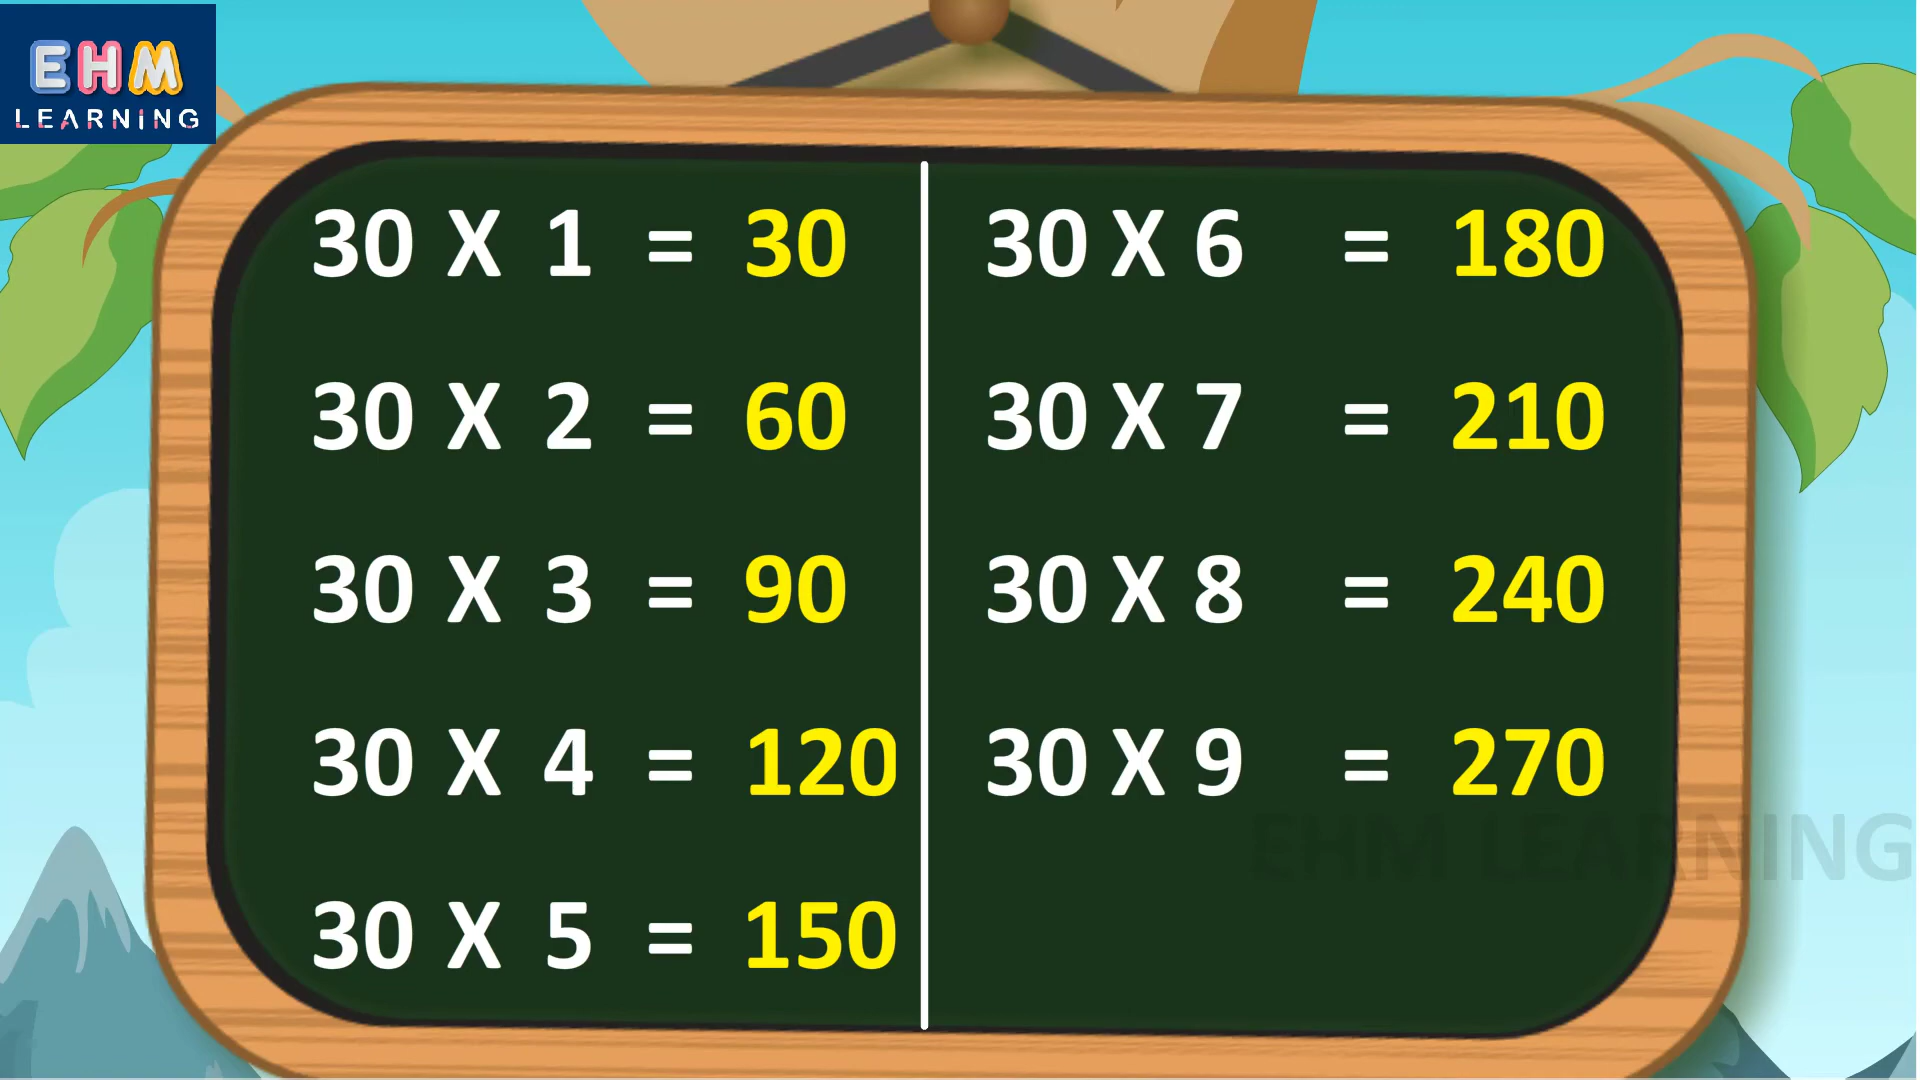 EHM
LEARNING
30 X 1 = 30
30 X 2 = 60
30 X 3 = 90
30 X 4 = 120
30 X 5 = 150
30 X 6 = 180
30 X 7 = 210
30 X 8 = 240
30 X 9 = 270
EHM LEARNING